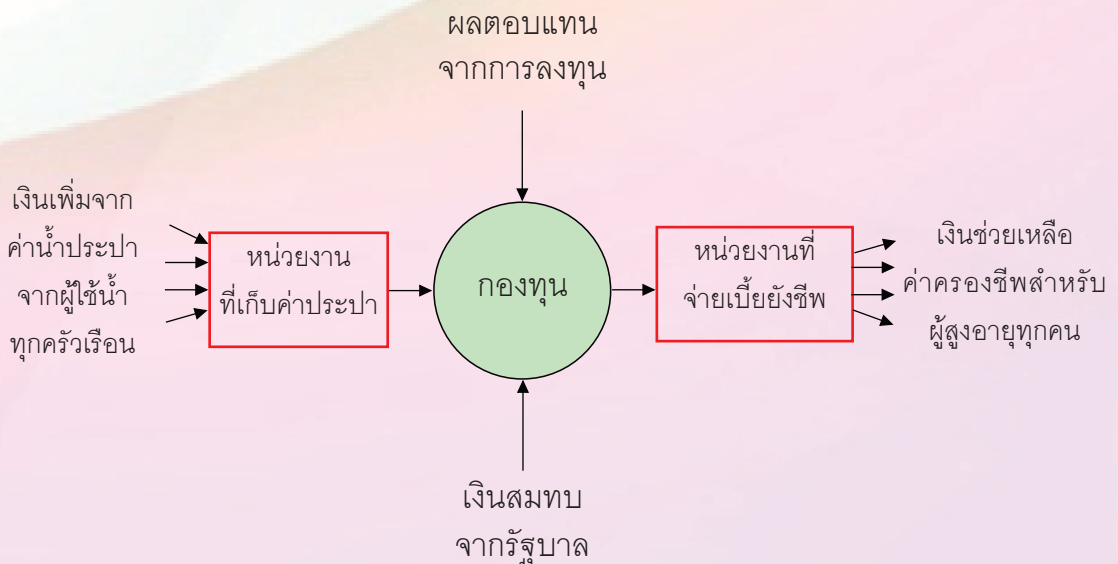 ผลตอบแทน
จากการลงทุน
เงินเพิ่มจาก
ค่าน้ำประปา
จากผู้ใช้น้ำ
ทุกครัวเรือน
หน่วยงาน
ที่เก็บค่าประปา
กองทุน
หน่วยงานที่
จ่ายเบี้ยยังชีพ
เงินช่วยเหลือ
ค่าครองชีพสำหรับ
ผู้สูงอายุทุกคน
เงินสมทบ
จากรัฐบาล